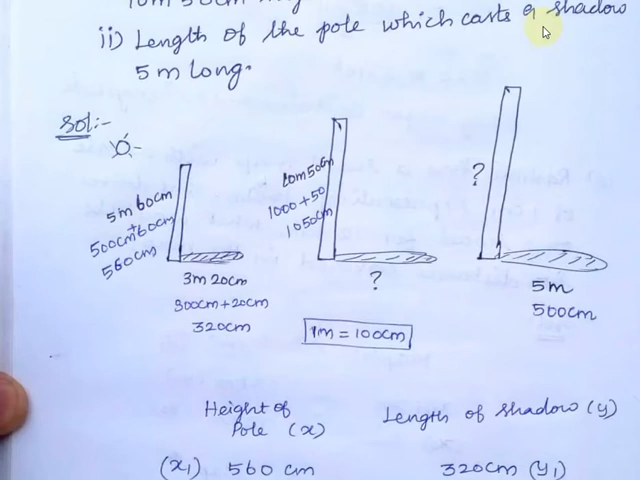 10m 50cm
ii) Length of the pole which casts a shadow
5 m long.
Sol:-
5m 60cm
+
500cm+60cm
560cm
3m 20cm
300cm+20cm
320cm
10m50cm
1000+50
1050cm
?
1m = 100cm
?
5m
500cm
Height of Pole (x)
Length of shadow (y)
(x1) 560 cm
320cm (y1)